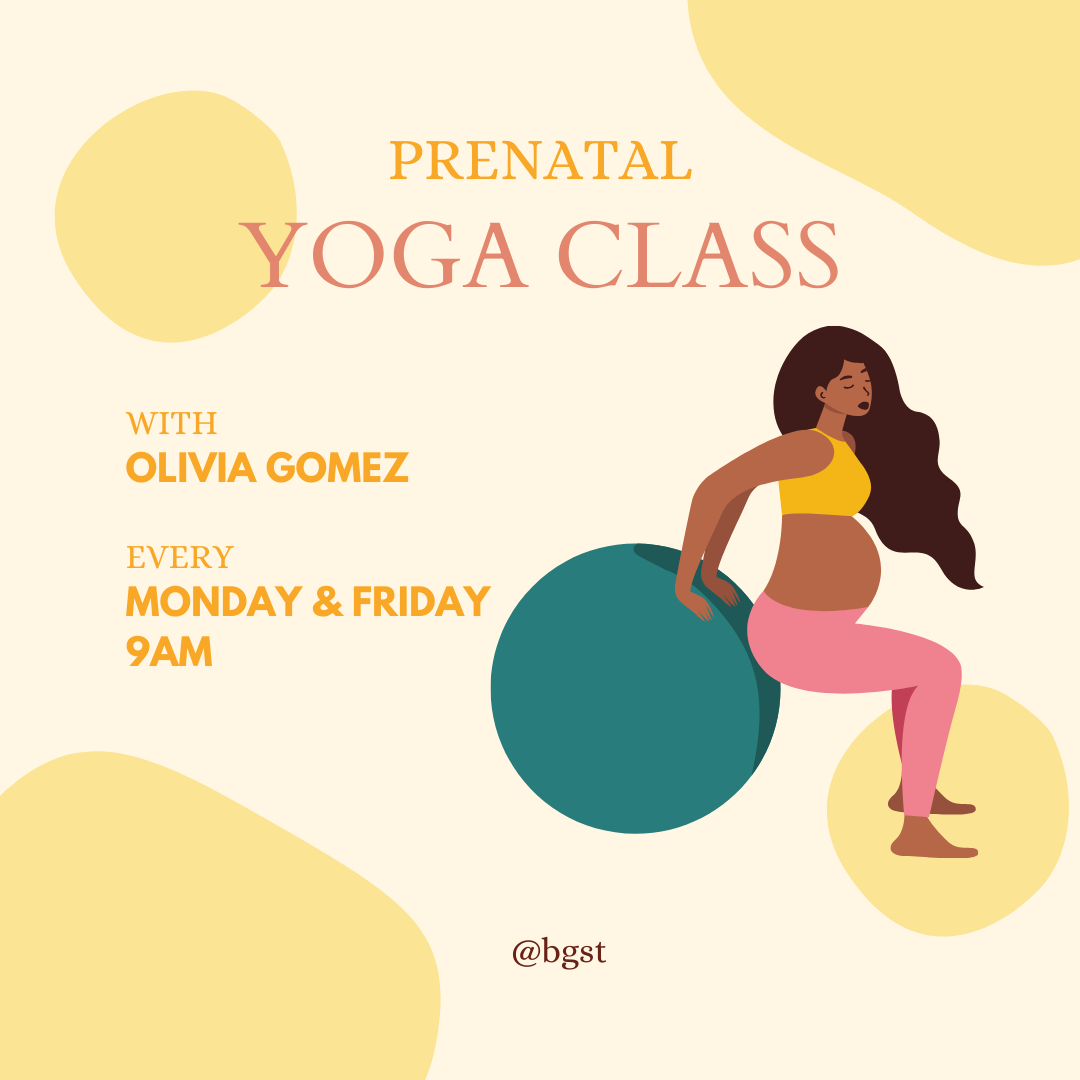 PRENATAL
YOGA CLASS
WITH
OLIVIA GOMEZ
EVERY
MONDAY & FRIDAY
9AM
@bgst